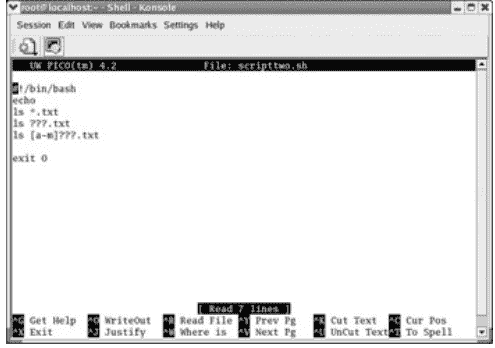 root@localhost:~ - Shell - Konsole
Session Edit View Bookmarks Settings Help
UW PICO(tm) 4.2 File: scripttwo.sh
#!/bin/bash
echo
ls *.txt
ls ???.txt
ls [a-m]???.txt
exit 0
[ Read 7 lines ]
^G Get Help ^O WriteOut ^R Read File ^Y Prev Pg ^K Cut Text ^C Cur Pos
^X Exit ^J Justify ^W Where is ^V Next Pg ^U UnCut Text ^T To Spell